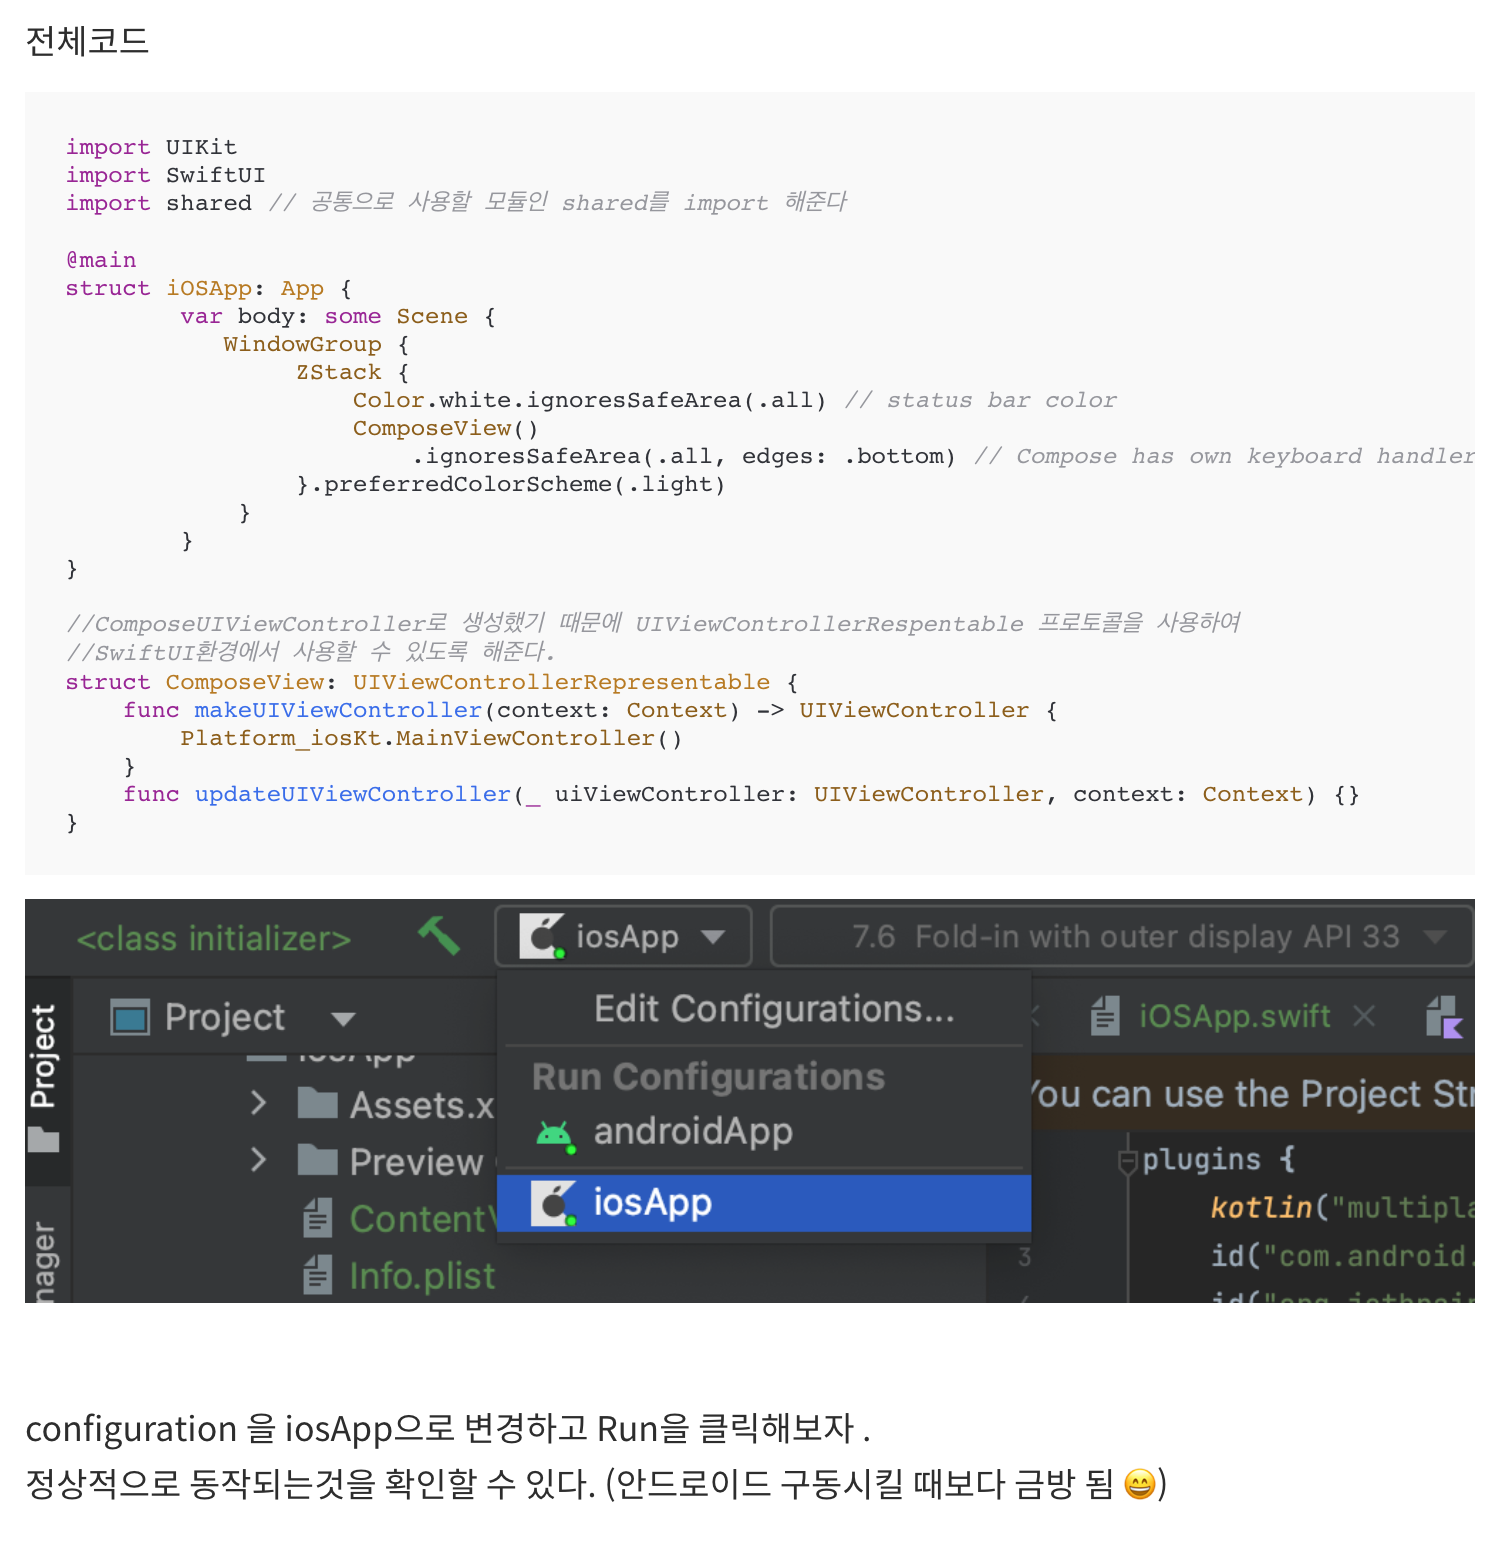 전체코드
import UIKit
import SwiftUI
import shared // 공통으로 사용할 모듈인 shared를 import 해준다
@main
struct iOSApp: App {
var body: some Scene {
WindowGroup {
ZStack {
Color.white.ignoresSafeArea(.all) // status bar color
ComposeView()
.ignoresSafeArea(.all, edges: .bottom) // Compose has own keyboard handler
}.preferredColorScheme(.light)
}
}
}
//ComposeUIViewController로 생성했기 때문에 UIViewControllerRespentable 프로토콜을 사용하여
//SwiftUI환경에서 사용할 수 있도록 해준다.
struct ComposeView: UIViewControllerRepresentable {
func makeUIViewController(context: Context) -> UIViewController {
Platform_iosKt.MainViewController()
}
func updateUIViewController(_ uiViewController: UIViewController, context: Context) {}
}
<class initializer> iosApp 7.6 Fold-in with outer display API 33
Project Project Edit Configurations... iOSApp.swift
iosApp
Run Configurations
Assets.x androidApp You can use the Project Str
Preview plugins {
iosApp kotlin("multipla
Content
3 id("com.android.
Info.plist
id("org.jetbrain
configuration 을 iosApp으로 변경하고 Run을 클릭해보자 .
정상적으로 동작되는것을 확인할 수 있다. (안드로이드 구동시킬 때보다 금방 됨 😄)